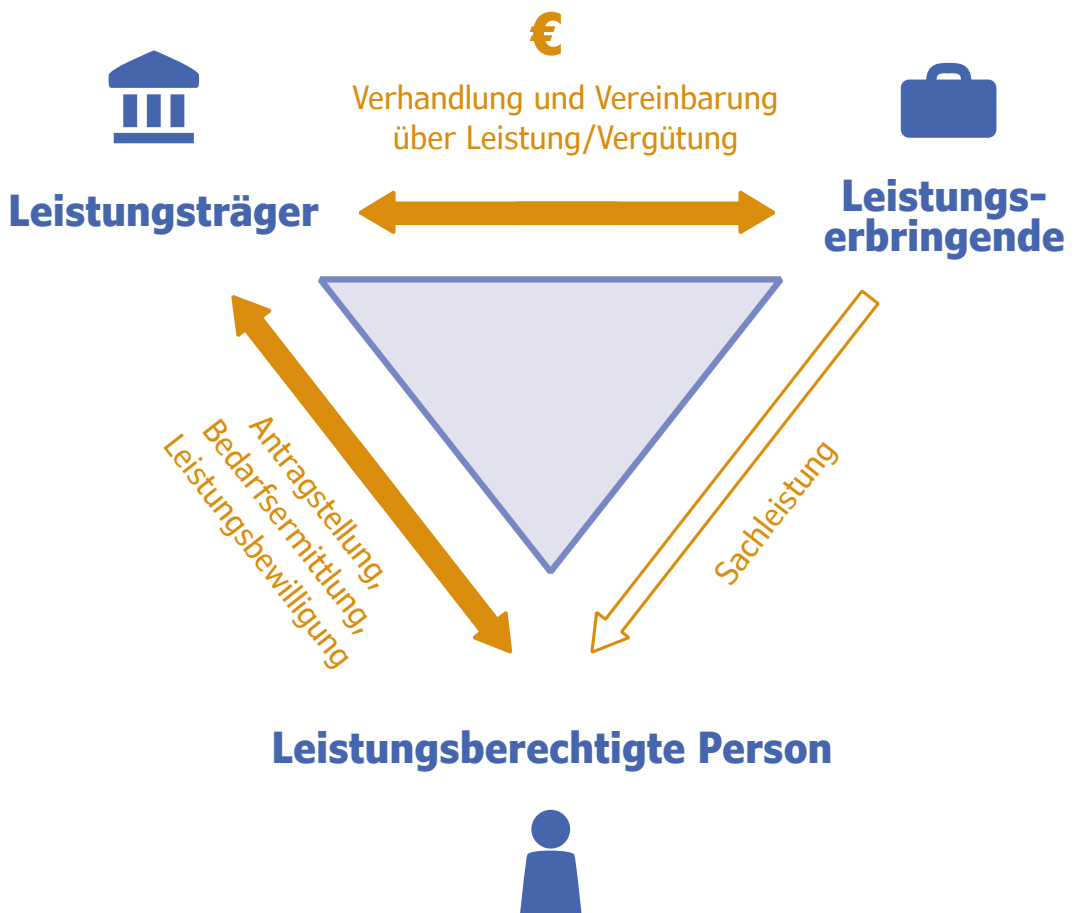 €
Verhandlung und Vereinbarung
über Leistung/Vergütung
Leistungsträger
Leistungs-
erbringende
Antragstellung,
Bedarfsermittlung,
Leistungsbewilligung
Sachleistung
Leistungsberechtigte Person